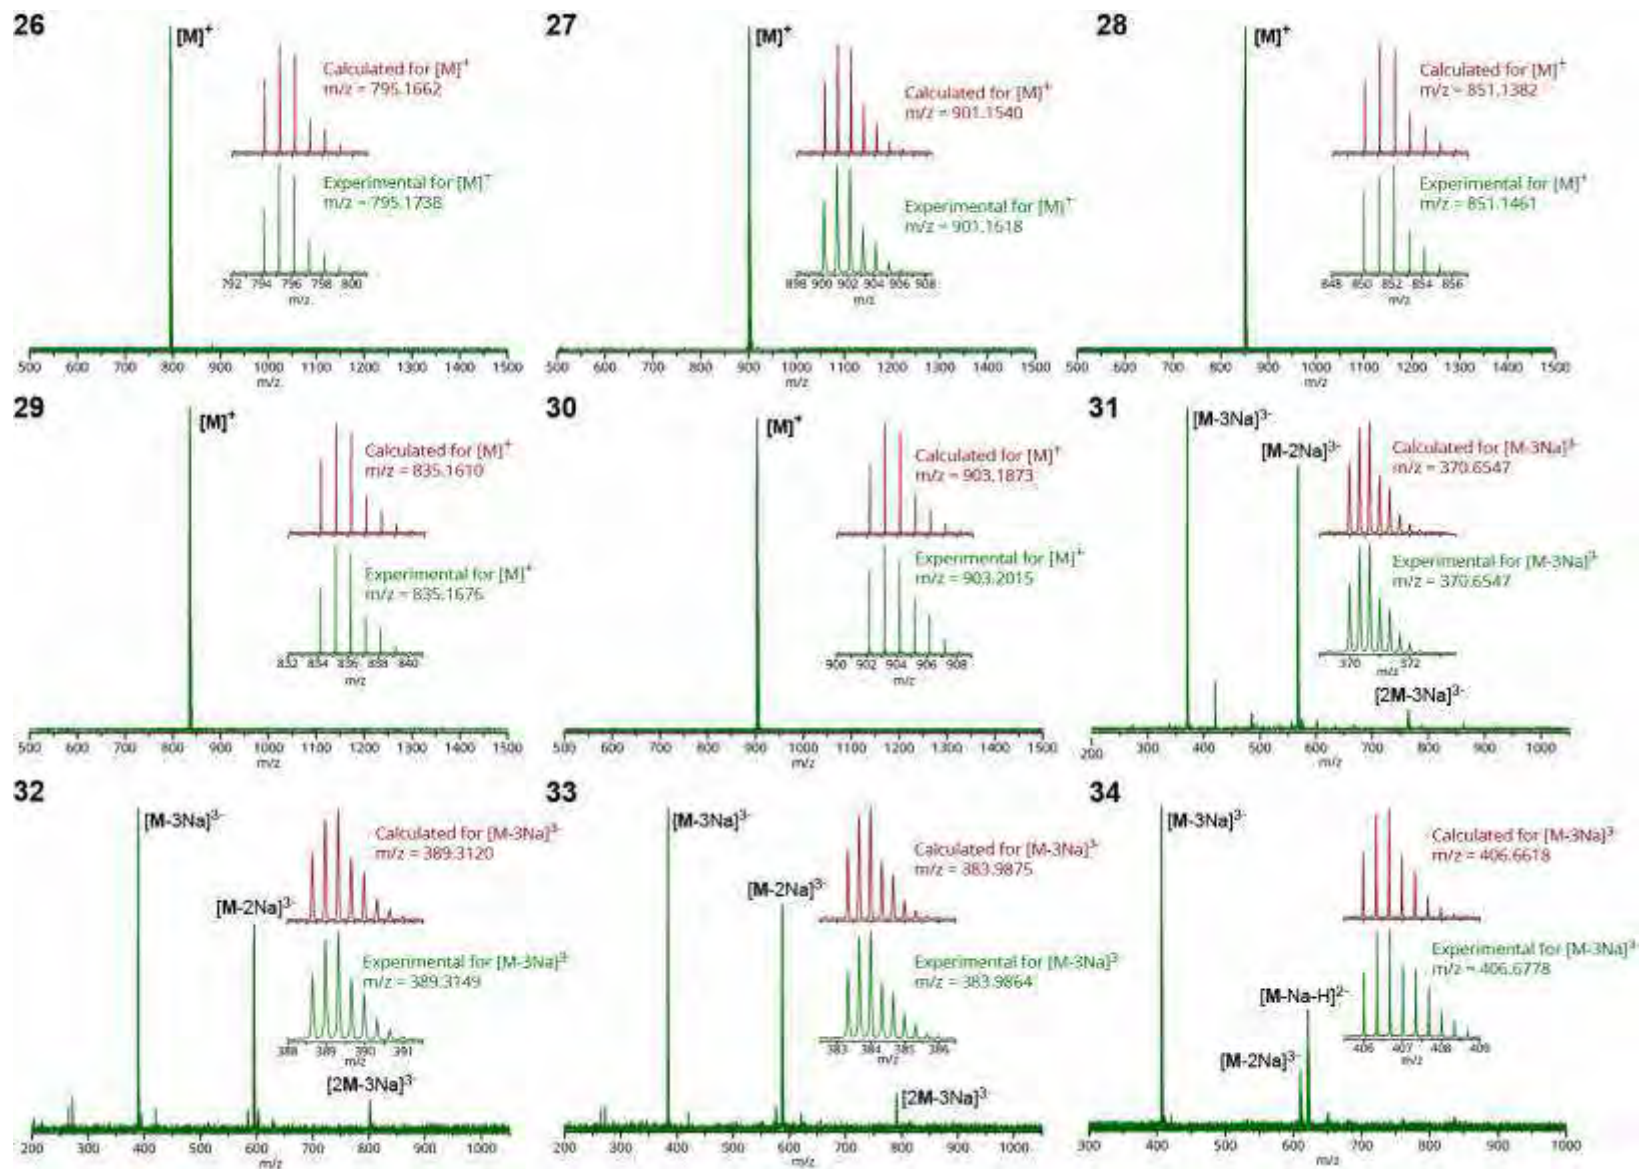 26
[M]⁺
Calculated for [M]⁺
m/z = 795.1662
Experimental for [M]⁺
m/z = 795.1738
792 794 796 798 800
m/z
500 600 700 800 900 1000 1100 1200 1300 1400 1500
m/z
27
[M]⁺
Calculated for [M]⁺
m/z = 901.1540
Experimental for [M]⁺
m/z = 901.1618
898 900 902 904 906 908
m/z
500 600 700 800 900 1000 1100 1200 1300 1400 1500
m/z
28
[M]⁺
Calculated for [M]⁺
m/z = 851.1382
Experimental for [M]⁺
m/z = 851.1461
848 850 852 854 856
m/z
500 600 700 800 900 1000 1100 1200 1300 1400 1500
m/z
29
[M]⁺
Calculated for [M]⁺
m/z = 835.1610
Experimental for [M]⁺
m/z = 835.1676
832 834 836 838 840
m/z
500 600 700 800 900 1000 1100 1200 1300 1400 1500
m/z
30
[M]⁺
Calculated for [M]⁺
m/z = 903.1873
Experimental for [M]⁺
m/z = 903.2015
900 902 904 906 908
m/z
500 600 700 800 900 1000 1100 1200 1300 1400 1500
m/z
31
[M-3Na]³⁻
[M-2Na]³⁻
Calculated for [M-3Na]³⁻
m/z = 370.6547
Experimental for [M-3Na]³⁻
m/z = 370.6547
370 372
m/z
[2M-3Na]³⁻
200 300 400 500 600 700 800 900 1000
m/z
32
[M-3Na]³⁻
Calculated for [M-3Na]³⁻
m/z = 389.3120
[M-2Na]³⁻
Experimental for [M-3Na]³⁻
m/z = 389.3149
388 389 390 391
m/z
[2M-3Na]³⁻
200 300 400 500 600 700 800 900 1000
m/z
33
[M-3Na]³⁻
Calculated for [M-3Na]³⁻
m/z = 383.9875
[M-2Na]³⁻
Experimental for [M-3Na]³⁻
m/z = 383.9864
383 384 385 386
m/z
[2M-3Na]³⁻
200 300 400 500 600 700 800 900 1000
m/z
34
[M-3Na]³⁻
Calculated for [M-3Na]³⁻
m/z = 406.6618
Experimental for [M-3Na]³⁻
m/z = 406.6778
[M-Na-H]²⁻
406 407 408 409
m/z
[M-2Na]³⁻
300 400 500 600 700 800 900 1000
m/z